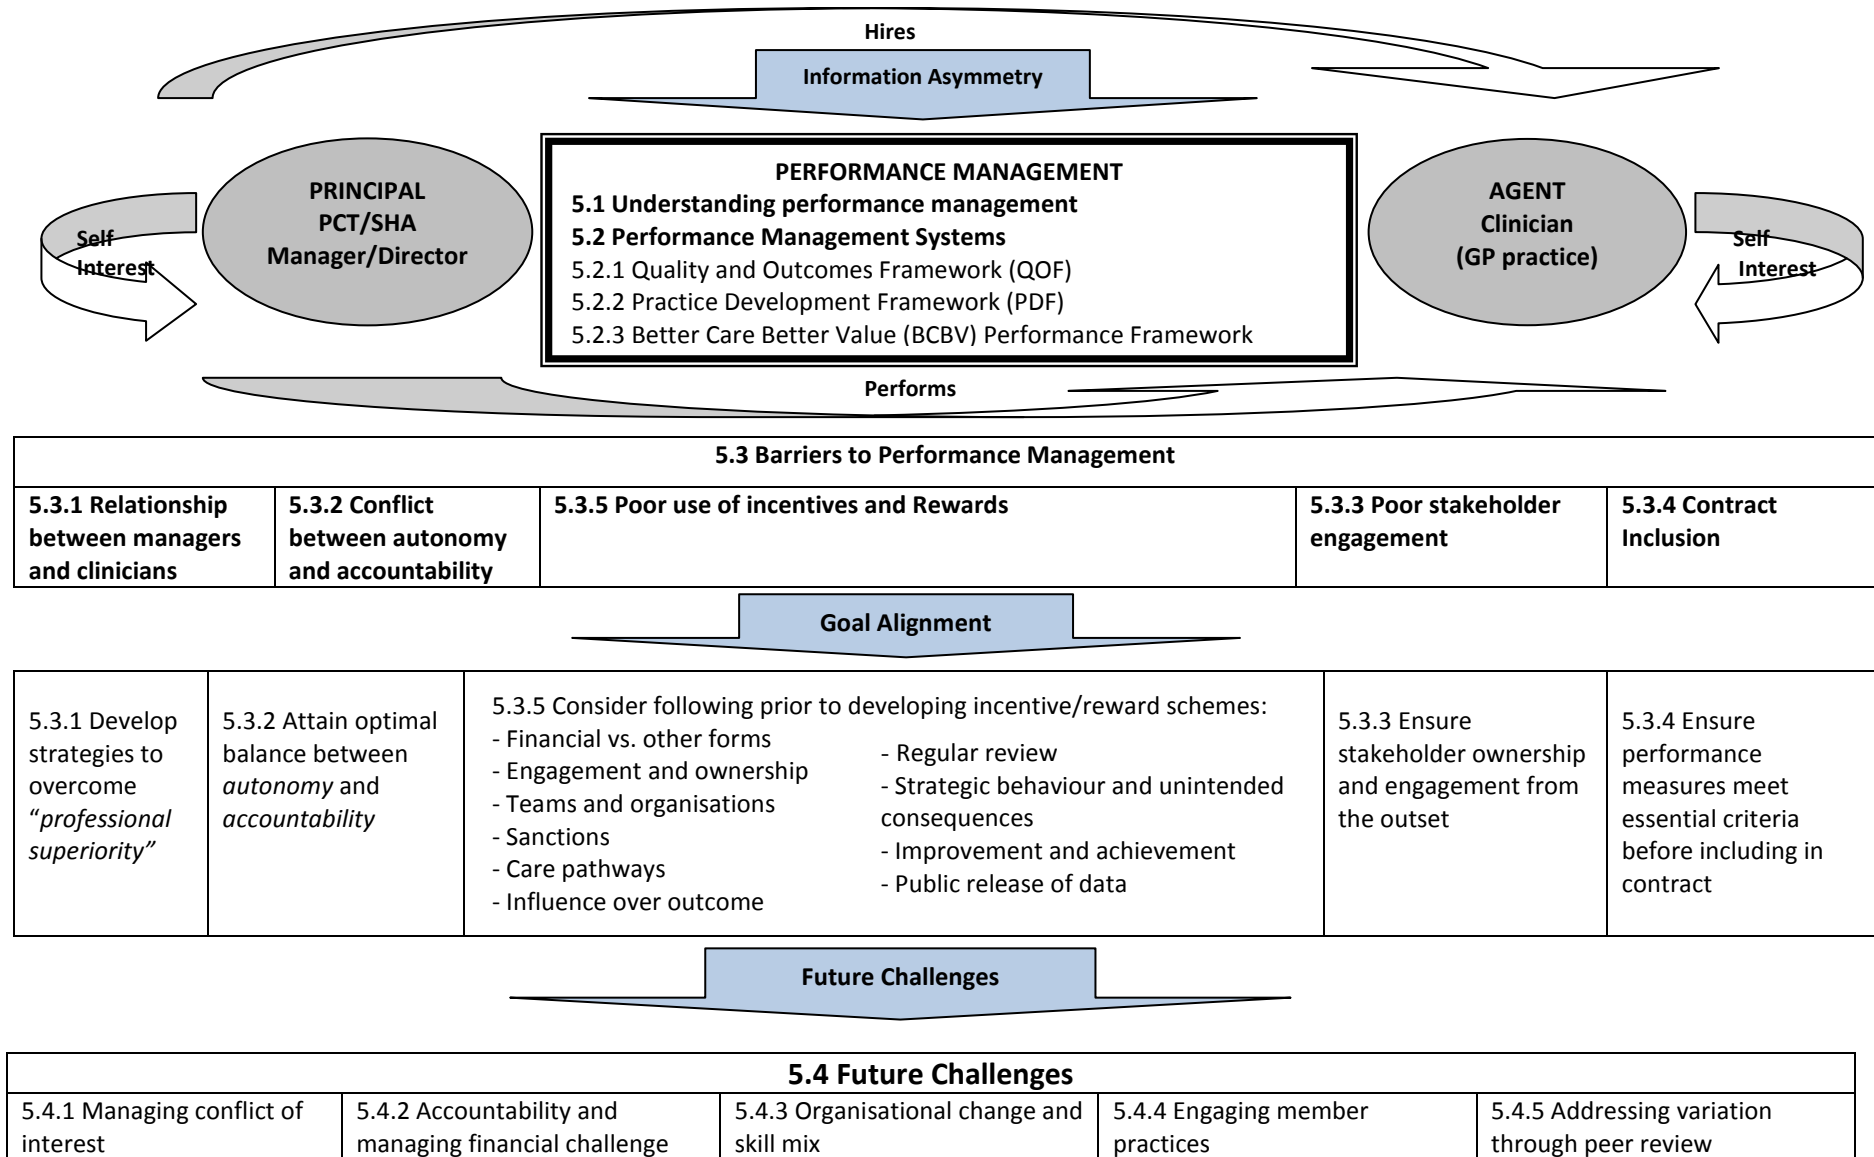 Hires
Information Asymmetry
PRINCIPAL
PCT/SHA
Manager/Director
Self
Interest
PERFORMANCE MANAGEMENT
5.1 Understanding performance management
5.2 Performance Management Systems
5.2.1 Quality and Outcomes Framework (QOF)
5.2.2 Practice Development Framework (PDF)
5.2.3 Better Care Better Value (BCBV) Performance Framework
AGENT
Clinician
(GP practice)
Self
Interest
Performs
5.3 Barriers to Performance Management
5.3.1 Relationship
between managers
and clinicians
5.3.2 Conflict
between autonomy
and accountability
5.3.5 Poor use of incentives and Rewards
5.3.3 Poor stakeholder
engagement
5.3.4 Contract
Inclusion
Goal Alignment
5.3.1 Develop
strategies to
overcome
“professional
superiority”
5.3.2 Attain optimal
balance between
autonomy and
accountability
5.3.5 Consider following prior to developing incentive/reward schemes:
- Financial vs. other forms
- Engagement and ownership
- Teams and organisations
- Sanctions
- Care pathways
- Influence over outcome
- Regular review
- Strategic behaviour and unintended
consequences
- Improvement and achievement
- Public release of data
5.3.3 Ensure
stakeholder ownership
and engagement from
the outset
5.3.4 Ensure
performance
measures meet
essential criteria
before including in
contract
Future Challenges
5.4 Future Challenges
5.4.1 Managing conflict of
interest
5.4.2 Accountability and
managing financial challenge
5.4.3 Organisational change and
skill mix
5.4.4 Engaging member
practices
5.4.5 Addressing variation
through peer review